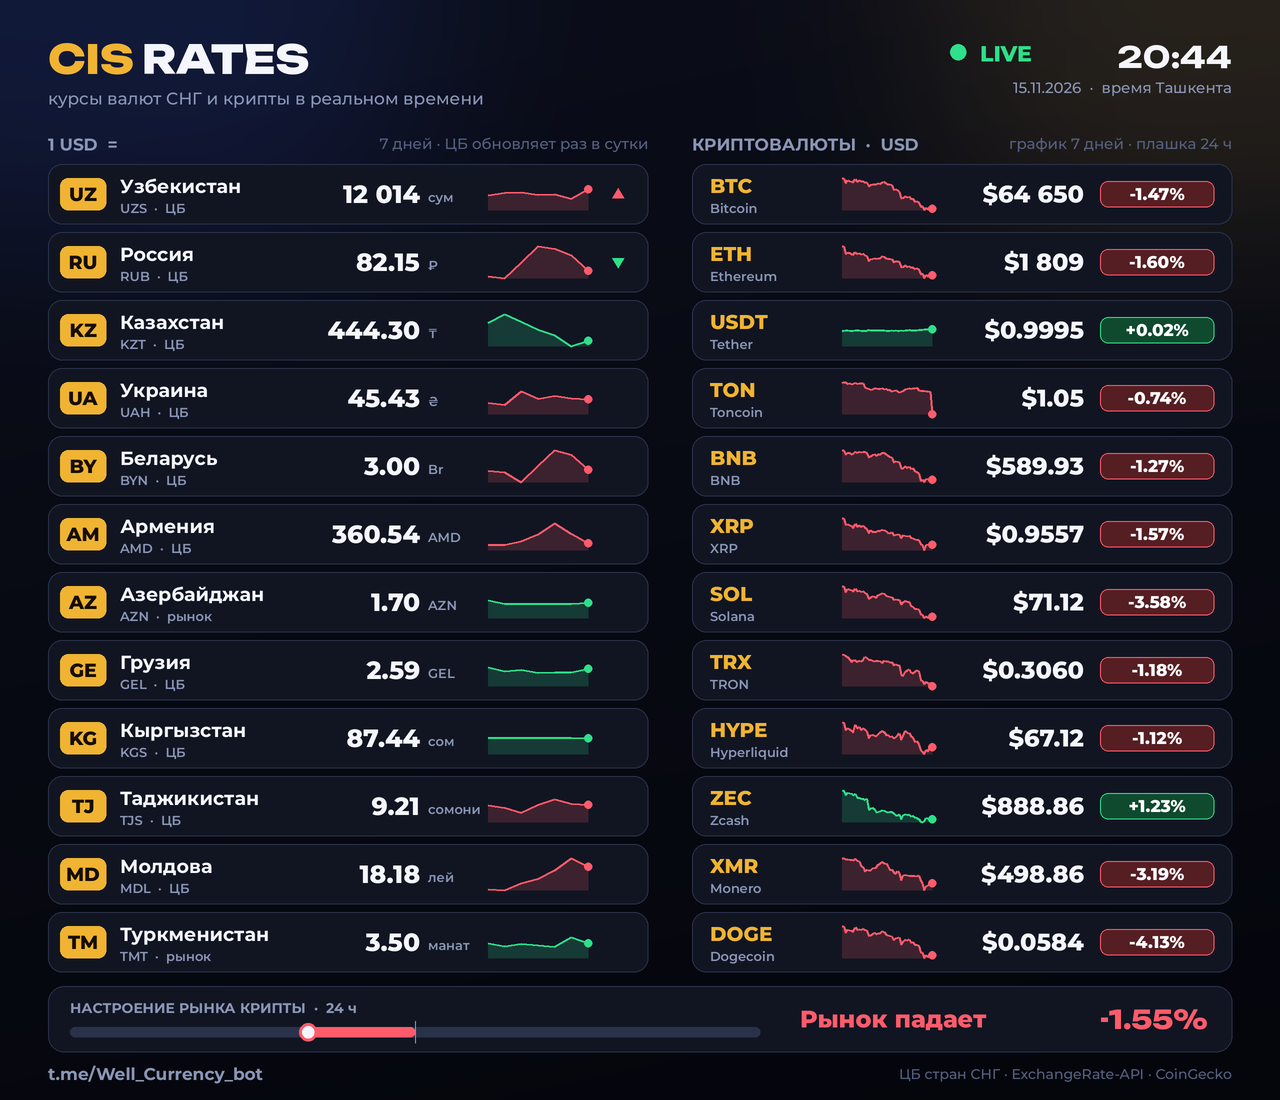 CIS RATES
LIVE
20:44
курсы валют СНГ и крипты в реальном времени
15.11.2026 · время Ташкента
1 USD =
7 дней · ЦБ обновляет раз в сутки
UZ Узбекистан 12 014 сум
UZS · ЦБ
RU Россия 82.15 ₽
RUB · ЦБ
KZ Казахстан 444.30 ₸
KZT · ЦБ
UA Украина 45.43 ₴
UAH · ЦБ
BY Беларусь 3.00 Br
BYN · ЦБ
AM Армения 360.54 AMD
AMD · ЦБ
AZ Азербайджан 1.70 AZN
AZN · рынок
GE Грузия 2.59 GEL
GEL · ЦБ
KG Кыргызстан 87.44 сом
KGS · ЦБ
TJ Таджикистан 9.21 сомони
TJS · ЦБ
MD Молдова 18.18 лей
MDL · ЦБ
TM Туркменистан 3.50 манат
TMT · рынок
КРИПТОВАЛЮТЫ · USD
график 7 дней · плашка 24 ч
BTC $64 650 -1.47%
Bitcoin
ETH $1 809 -1.60%
Ethereum
USDT $0.9995 +0.02%
Tether
TON $1.05 -0.74%
Toncoin
BNB $589.93 -1.27%
BNB
XRP $0.9557 -1.57%
XRP
SOL $71.12 -3.58%
Solana
TRX $0.3060 -1.18%
TRON
HYPE $67.12 -1.12%
Hyperliquid
ZEC $888.86 +1.23%
Zcash
XMR $498.86 -3.19%
Monero
DOGE $0.0584 -4.13%
Dogecoin
НАСТРОЕНИЕ РЫНКА КРИПТЫ · 24 ч
Рынок падает
-1.55%
t.me/Well_Currency_bot
ЦБ стран СНГ · ExchangeRate-API · CoinGecko